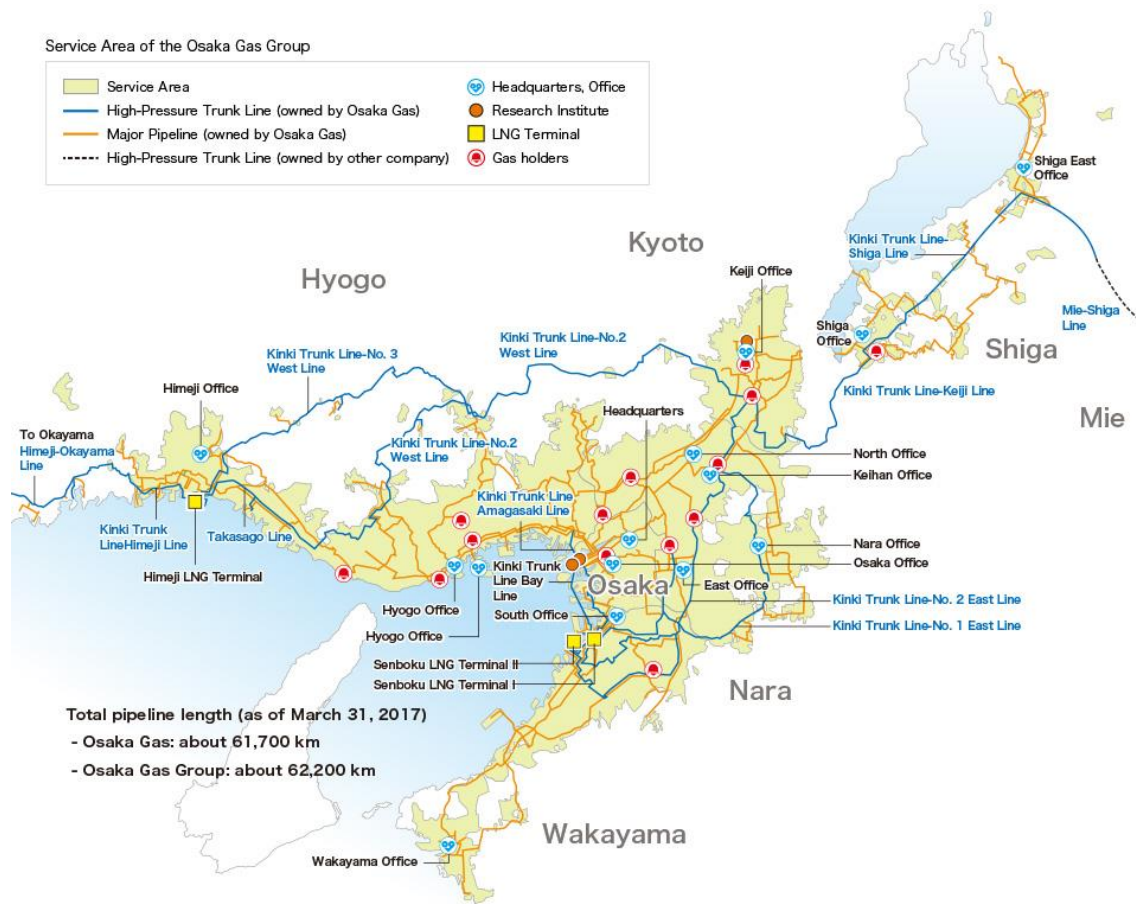 Service Area of the Osaka Gas Group
Service Area
High-Pressure Trunk Line (owned by Osaka Gas)
Major Pipeline (owned by Osaka Gas)
High-Pressure Trunk Line (owned by other company)
Headquarters, Office
Research Institute
LNG Terminal
Gas holders
Shiga East
Office
Kyoto
Kinki Trunk Line-
Shiga Line
Hyogo
Keiji Office
Mie-Shiga
Line
Shiga
Office
Shiga
Kinki Trunk Line-No.2
West Line
Kinki Trunk Line-No. 3
West Line
Himeji Office
Kinki Trunk Line-Keiji Line
Mie
Headquarters
To Okayama
Himeji-Okayama
Line
Kinki Trunk Line-No.2
West Line
North Office
Keihan Office
Kinki Trunk Line
Amagasaki Line
Kinki Trunk
LineHimeji Line
Takasago Line
Nara Office
Osaka Office
Himeji LNG Terminal
Kinki Trunk
Line Bay
Line
Osaka
East Office
Kinki Trunk Line-No. 2 East Line
Hyogo Office
South Office
Kinki Trunk Line-No. 1 East Line
Hyogo Office
Senboku LNG Terminal II
Senboku LNG Terminal I
Nara
Total pipeline length (as of March 31, 2017)
- Osaka Gas: about 61,700 km
- Osaka Gas Group: about 62,200 km
Wakayama
Wakayama Office